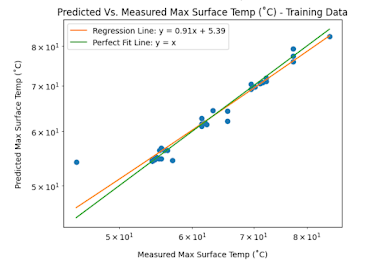 Predicted Vs. Measured Max Surface Temp (˚C) - Training Data
Regression Line: y = 0.91x + 5.39
Perfect Fit Line: y = x
8 × 10¹
7 × 10¹
6 × 10¹
5 × 10¹
Predicted Max Surface Temp (˚C)
5 × 10¹ 6 × 10¹ 7 × 10¹ 8 × 10¹
Measured Max Surface Temp (˚C)